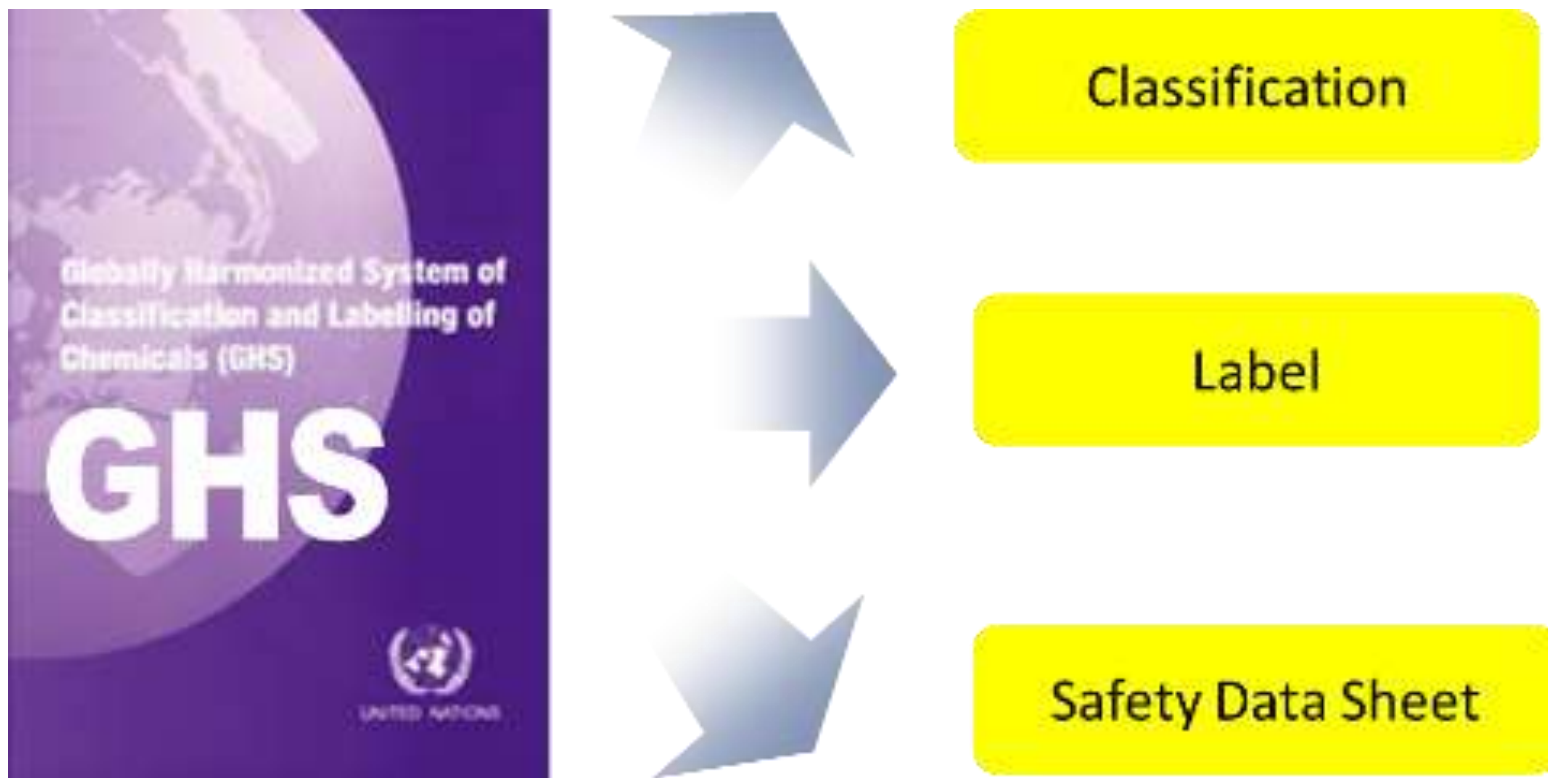 Globally Harmonized System of
Classification and Labelling of
Chemicals (GHS)
GHS
UNITED NATIONS
Classification
Label
Safety Data Sheet